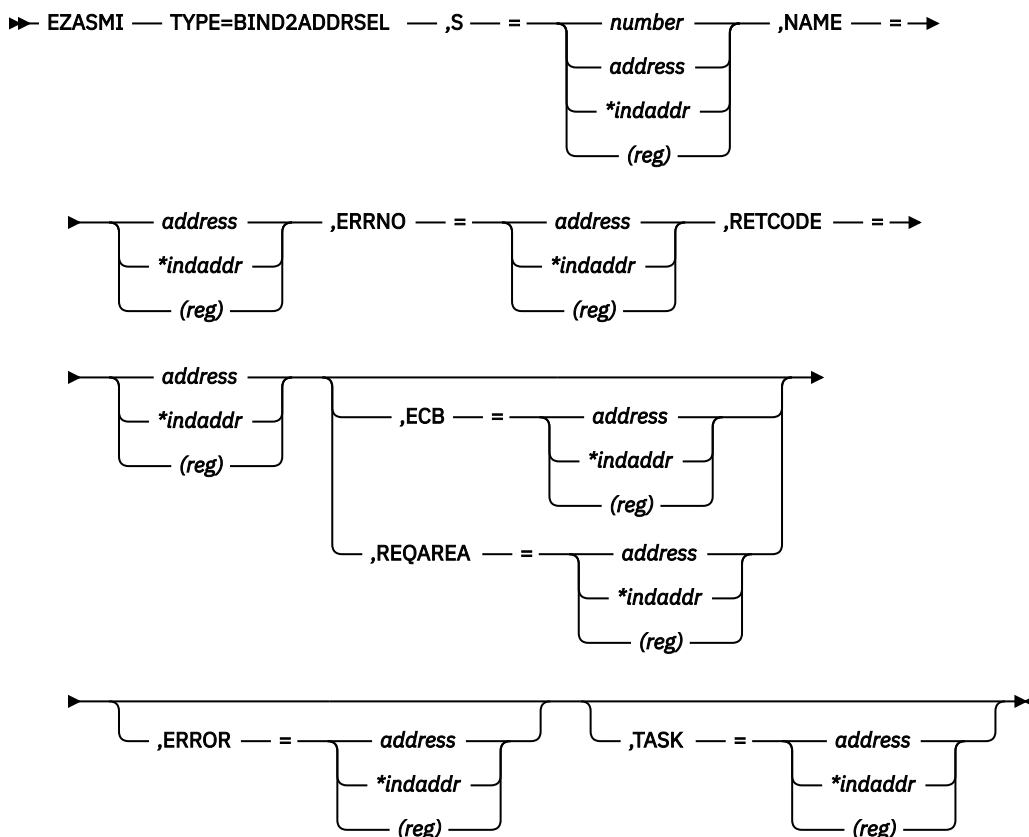 EZASMI TYPE=BIND2ADDRSEL ,S = number ,NAME =
address
*indaddr
(reg)
address ,ERRNO = address ,RETCODE =
*indaddr *indaddr
(reg) (reg)
address
*indaddr ,ECB = address
(reg) *indaddr
(reg)
,REQAREA = address
*indaddr
(reg)
,ERROR = address ,TASK = address
*indaddr *indaddr
(reg) (reg)